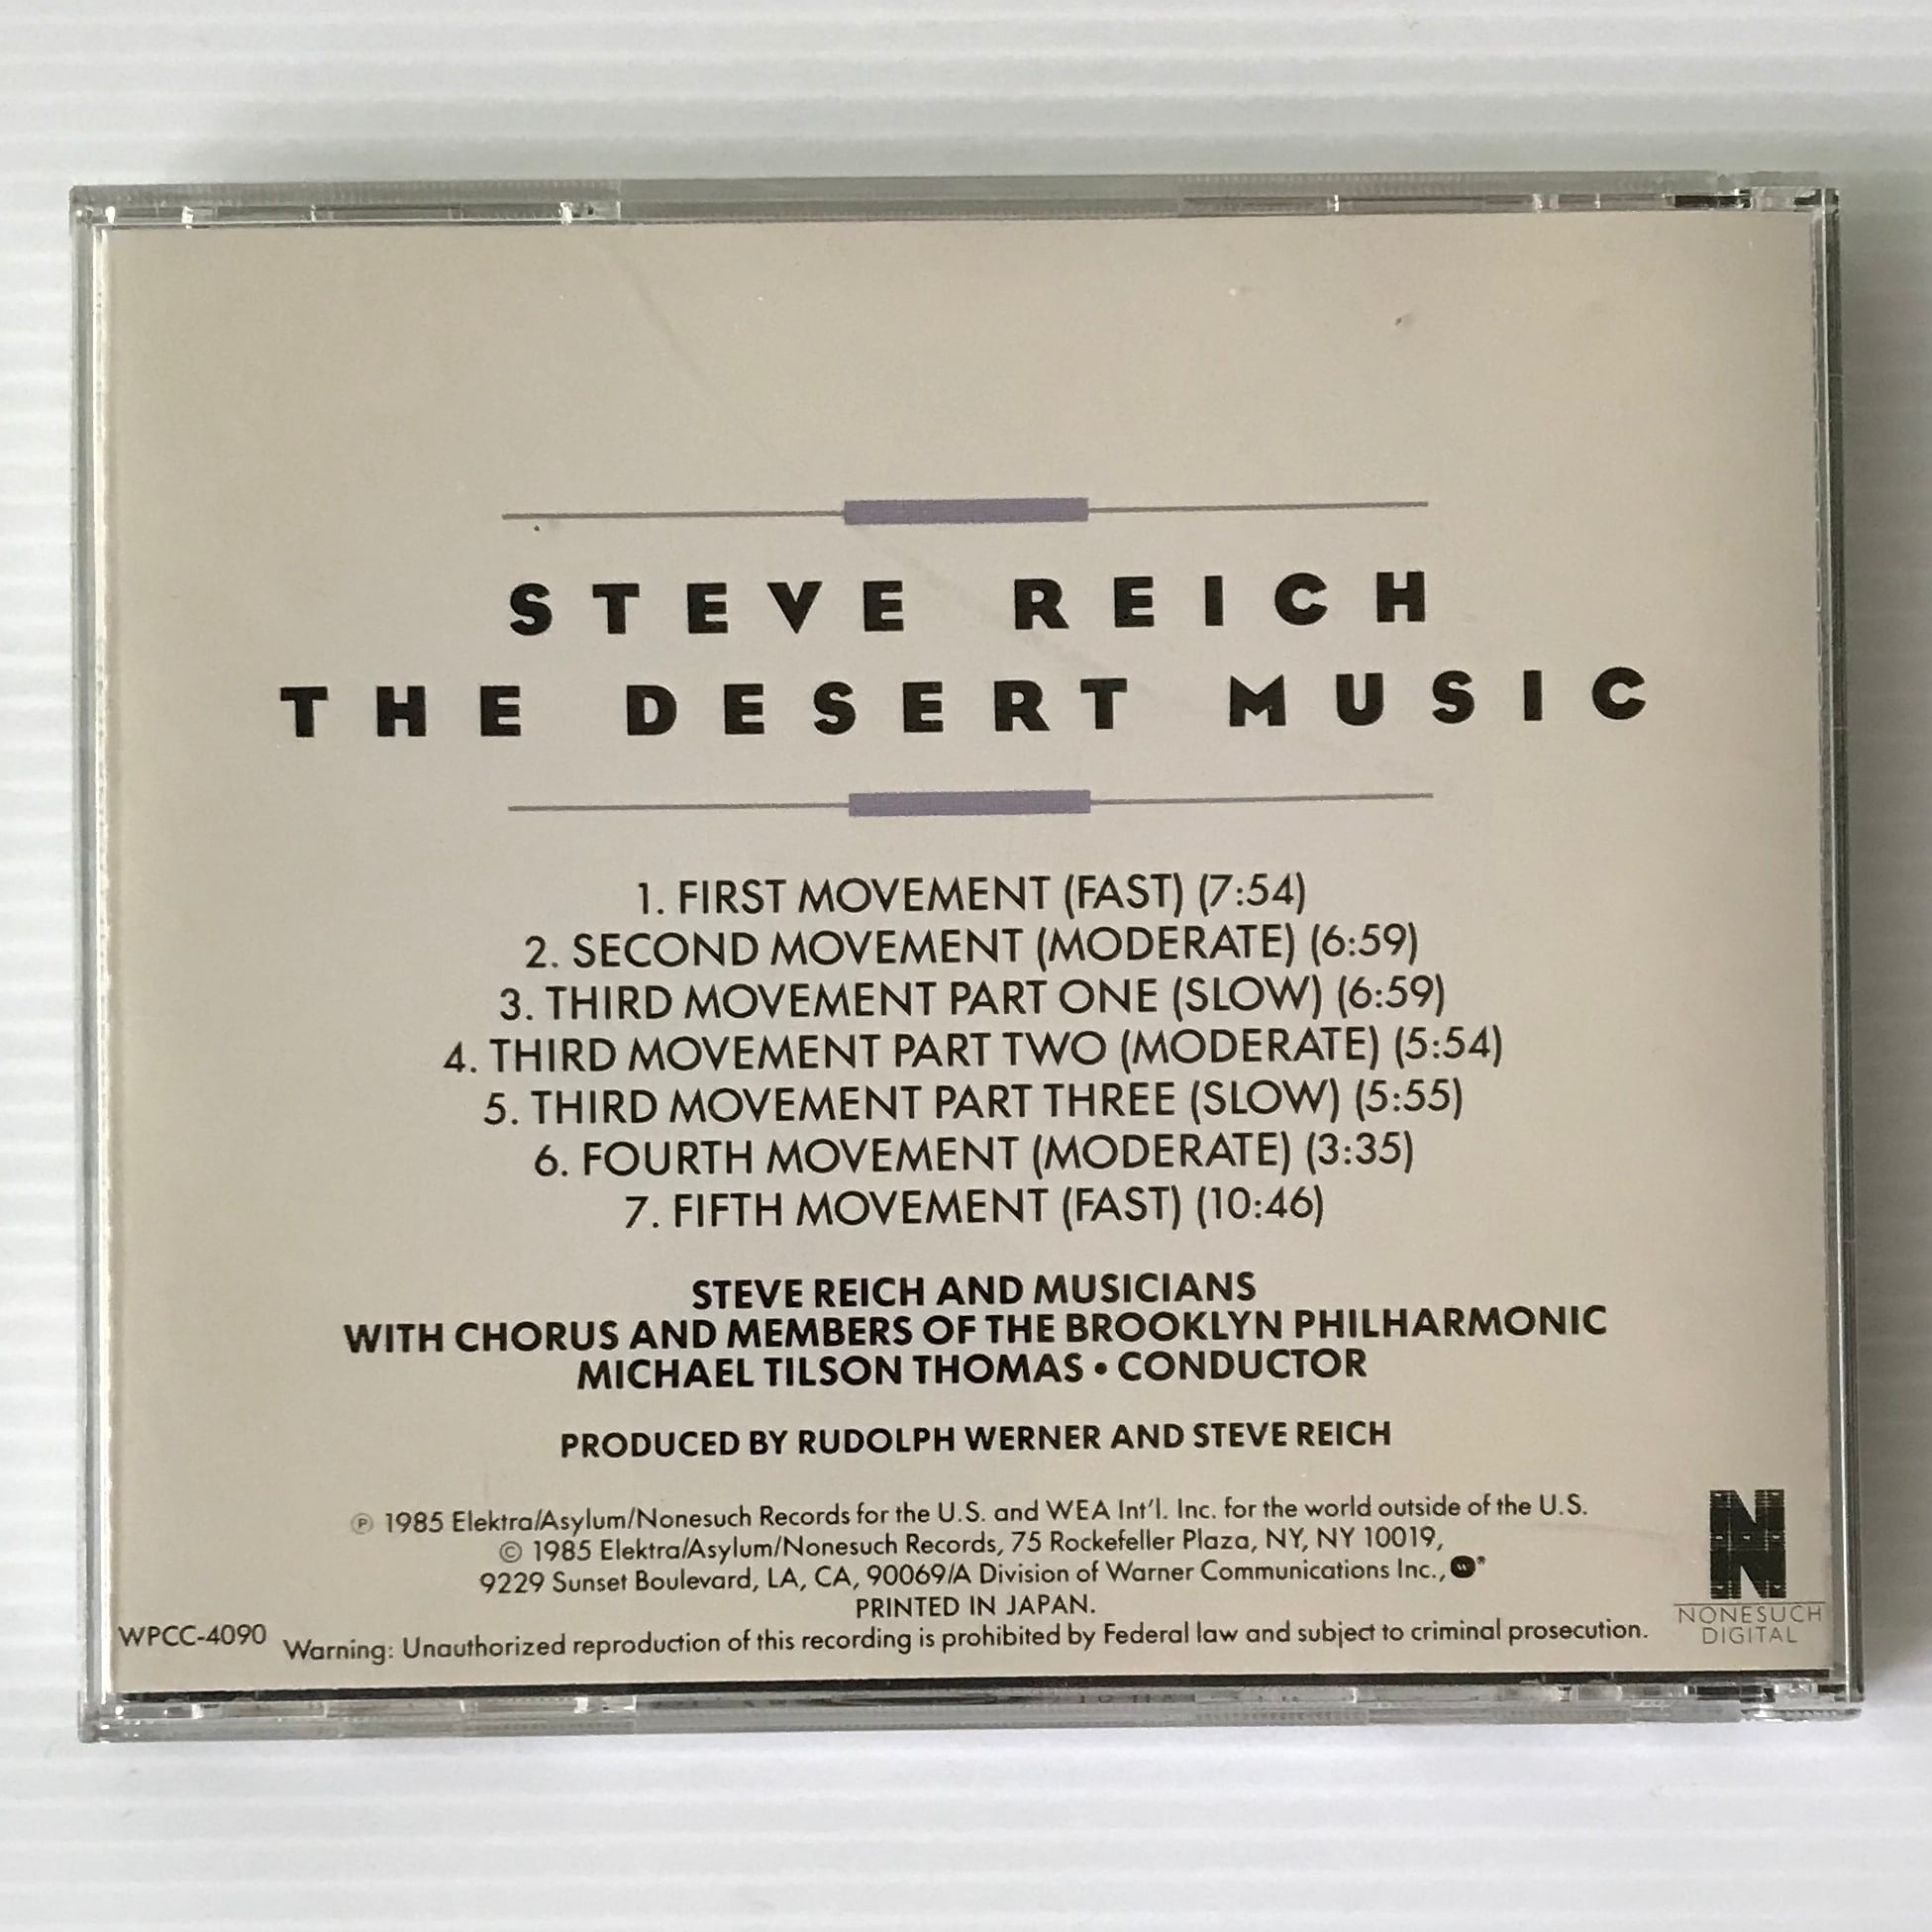 STEVE REICH
THE DESERT MUSIC
1. FIRST MOVEMENT (FAST) (7:54)
2. SECOND MOVEMENT (MODERATE) (6:59)
3. THIRD MOVEMENT PART ONE (SLOW) (6:59)
4. THIRD MOVEMENT PART TWO (MODERATE) (5:54)
5. THIRD MOVEMENT PART THREE (SLOW) (5:55)
6. FOURTH MOVEMENT (MODERATE) (3:35)
7. FIFTH MOVEMENT (FAST) (10:46)
STEVE REICH AND MUSICIANS
WITH CHORUS AND MEMBERS OF THE BROOKLYN PHILHARMONIC
MICHAEL TILSON THOMAS • CONDUCTOR
PRODUCED BY RUDOLPH WERNER AND STEVE REICH
℗ 1985 Elektra/Asylum/Nonesuch Records for the U.S. and WEA Int'l. Inc. for the world outside of the U.S.
© 1985 Elektra/Asylum/Nonesuch Records, 75 Rockefeller Plaza, NY, NY 10019,
9229 Sunset Boulevard, LA, CA, 90069/A Division of Warner Communications Inc., W®
PRINTED IN JAPAN.
WPCC-4090
Warning: Unauthorized reproduction of this recording is prohibited by Federal law and subject to criminal prosecution.
N
N
NONESUCH
DIGITAL